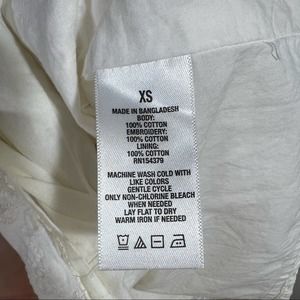 XS
MADE IN BANGLADESH
BODY:
100% COTTON
EMBROIDERY:
100% COTTON
LINING:
100% COTTON
RN154379
MACHINE WASH COLD WITH
LIKE COLORS
GENTLE CYCLE
ONLY NON-CHLORINE BLEACH
WHEN NEEDED
LAY FLAT TO DRY
WARM IRON IF NEEDED